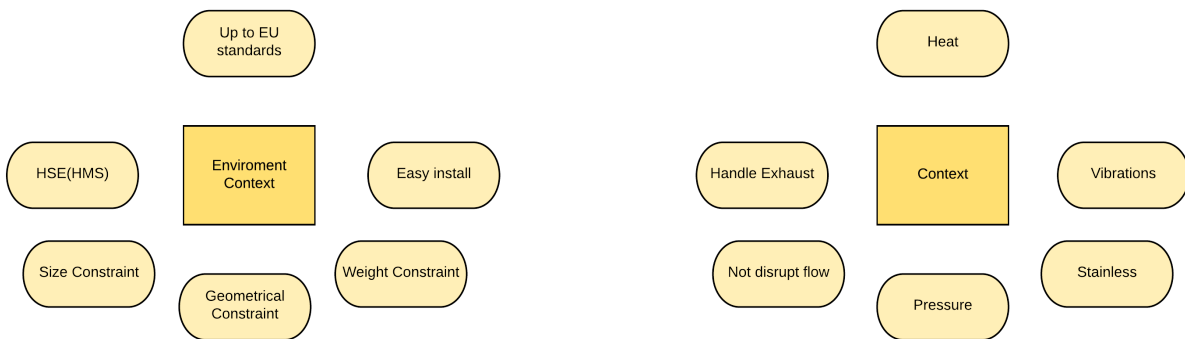 Up to EU
standards
HSE(HMS)
Enviroment
Context
Easy install
Size Constraint
Weight Constraint
Geometrical
Constraint
Heat
Handle Exhaust
Context
Vibrations
Not disrupt flow
Stainless
Pressure